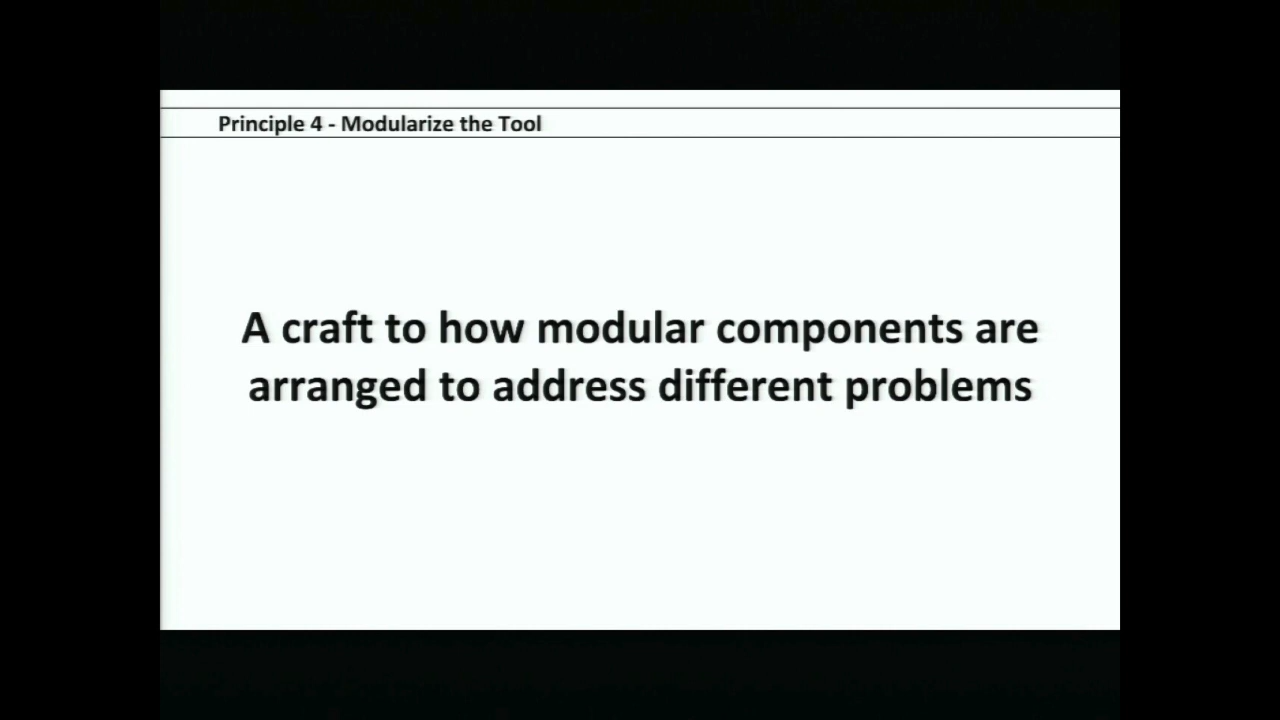 Principle 4 - Modularize the Tool
A craft to how modular components are
arranged to address different problems